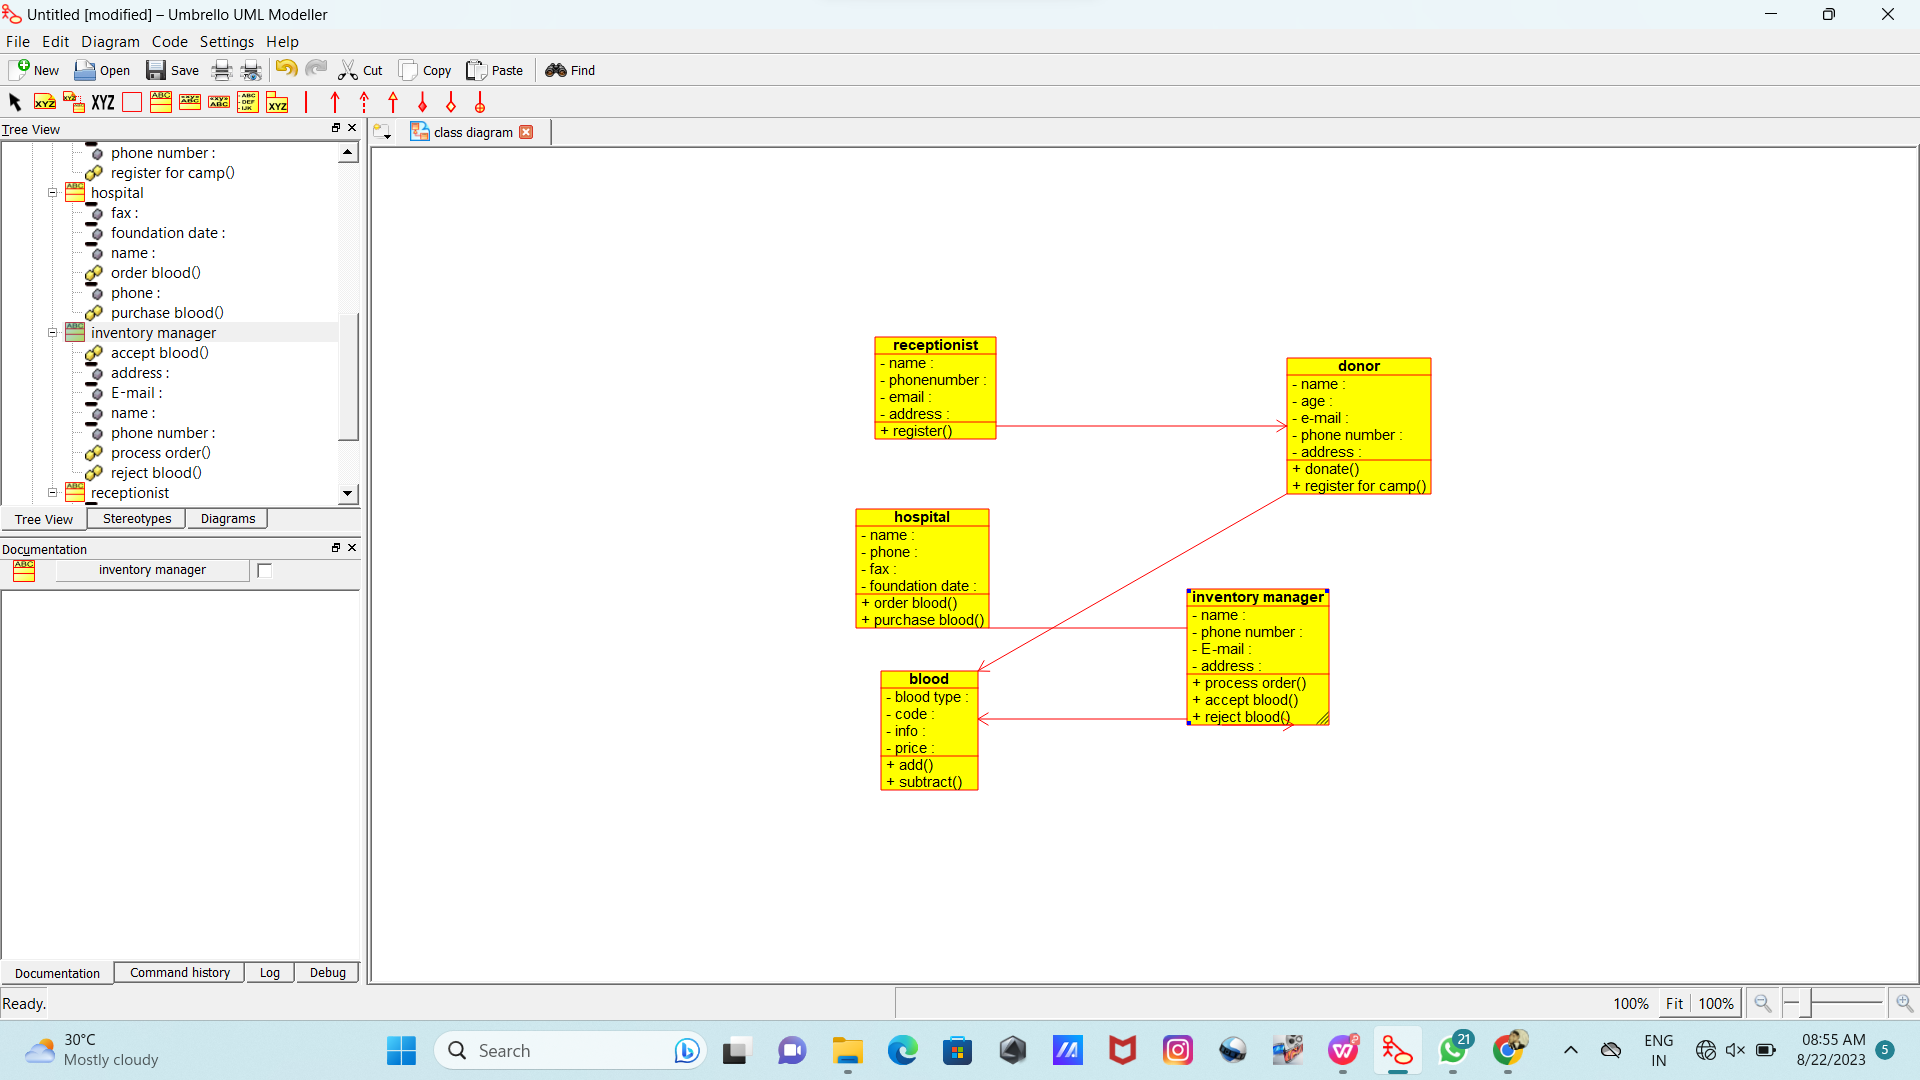 Untitled [modified] – Umbrello UML Modeller
File Edit Diagram Code Settings Help
New Open Save Cut Copy Paste Find
XYZ XYZ XYZ
Tree View
class diagram
phone number :
register for camp()
hospital
fax :
foundation date :
name :
order blood()
phone :
purchase blood()
inventory manager
accept blood()
address :
E-mail :
name :
phone number :
process order()
reject blood()
receptionist
Tree View Stereotypes Diagrams
Documentation
inventory manager
Documentation Command history Log Debug
receptionist
- name :
- phonenumber :
- email :
- address :
+ register()
donor
- name :
- age :
- e-mail :
- phone number :
- address :
+ donate()
+ register for camp()
hospital
- name :
- phone :
- fax :
- foundation date :
+ order blood()
+ purchase blood()
inventory manager
- name :
- phone number :
- E-mail :
- address :
+ process order()
+ accept blood()
+ reject blood()
blood
- blood type :
- code :
- info :
- price :
+ add()
+ subtract()
Ready.
100% Fit 100%
30°C
Mostly cloudy
Search
21
ENG
IN
08:55 AM
8/22/2023
5